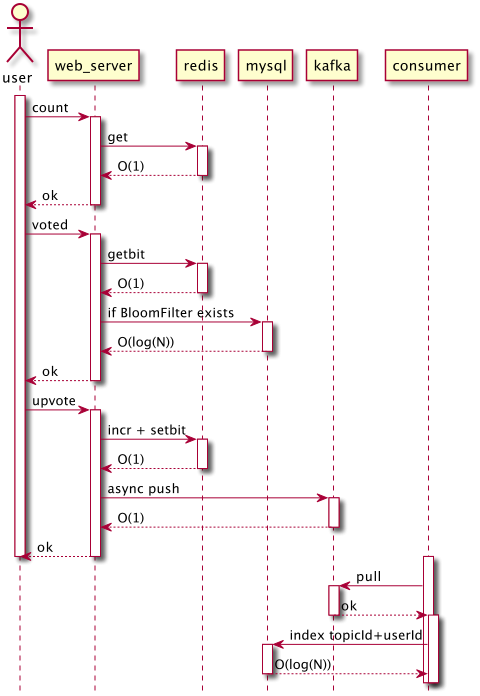 user
web_server
redis
mysql
kafka
consumer
count
get
O(1)
ok
voted
getbit
O(1)
if BloomFilter exists
O(log(N))
ok
upvote
incr + setbit
O(1)
async push
O(1)
ok
pull
ok
index topicId+userId
O(log(N))